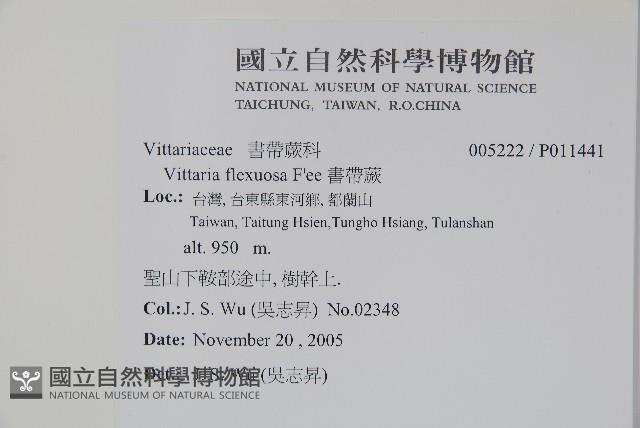 國立自然科學博物館
NATIONAL MUSEUM OF NATURAL SCIENCE
TAICHUNG, TAIWAN, R.O.CHINA
Vittariaceae 書帶蕨科 005222 / P011441
Vittaria flexuosa F'ee 書帶蕨
Loc.: 台灣, 台東縣東河鄉, 都蘭山
Taiwan, Taitung Hsien,Tungho Hsiang, Tulanshan
alt. 950 m.
聖山下鞍部途中, 樹幹上.
Col.: J. S. Wu (吳志昇) No.02348
Date: November 20 , 2005
(吳志昇)
國立自然科學博物館
NATIONAL MUSEUM OF NATURAL SCIENCE